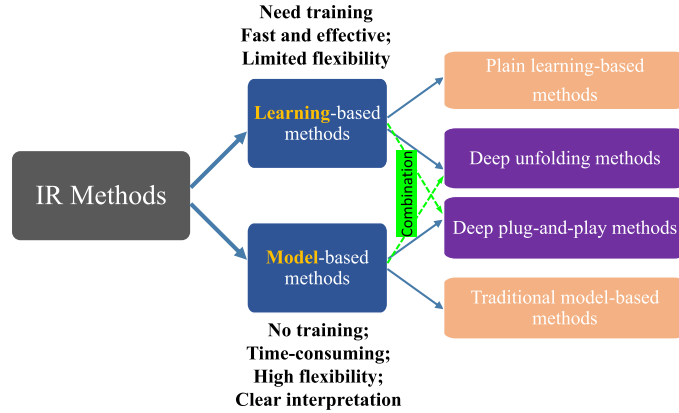 Need training
Fast and effective;
Limited flexibility
Learning-based
methods
IR Methods
Model-based
methods
No training;
Time-consuming;
High flexibility;
Clear interpretation
Combination
Plain learning-based
methods
Deep unfolding methods
Deep plug-and-play methods
Traditional model-based
methods